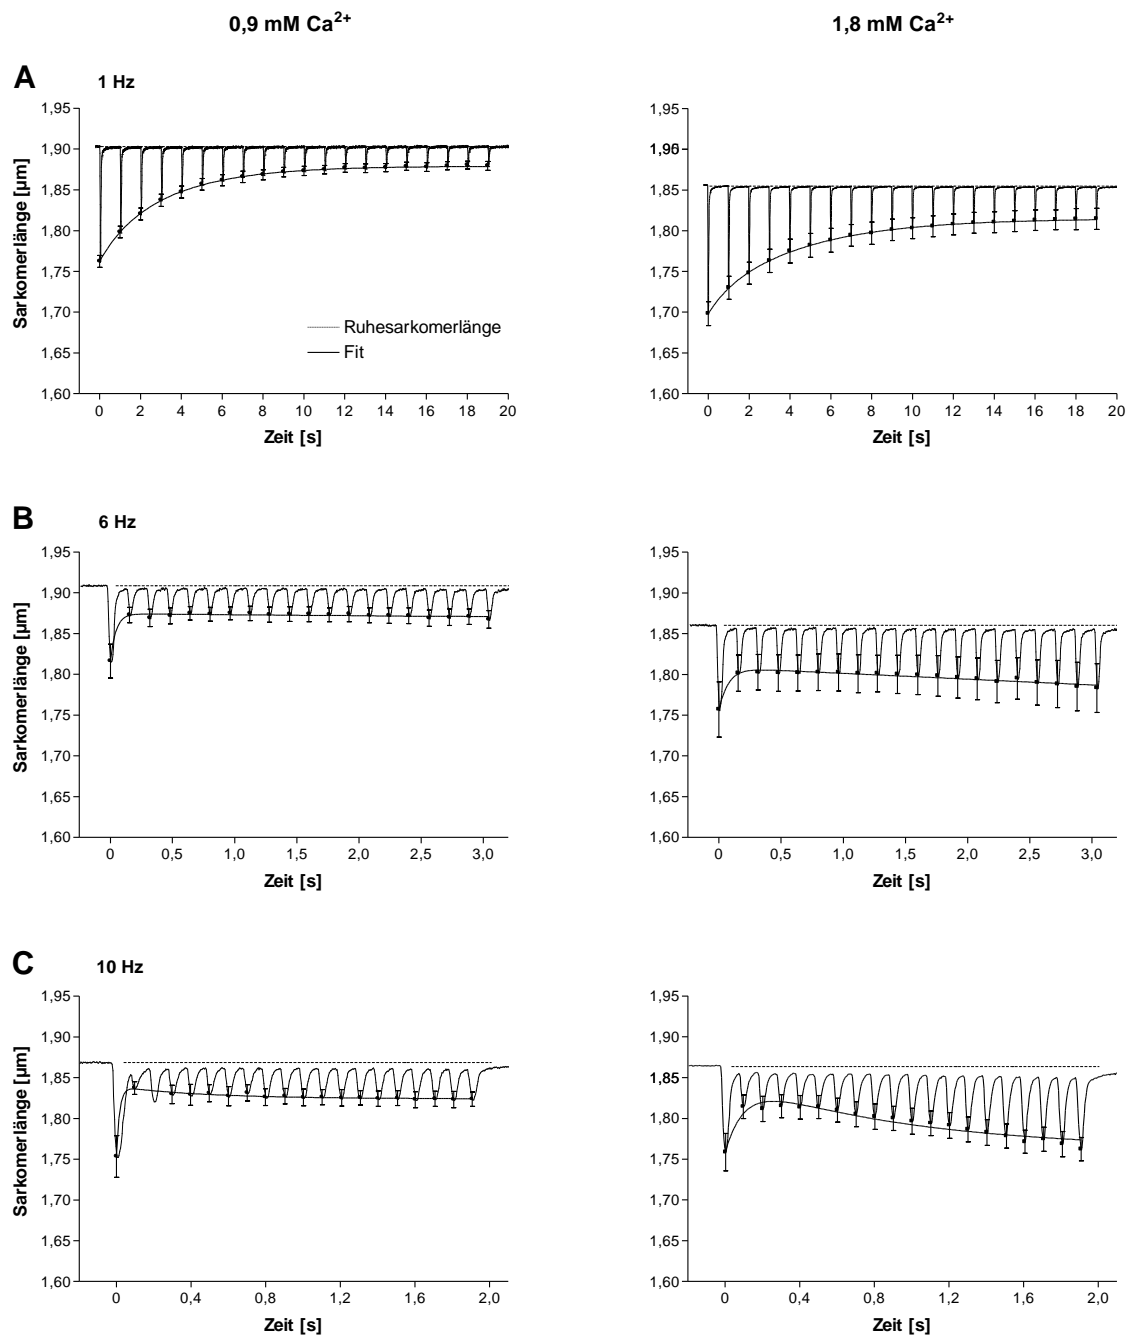 0,9 mM Ca2+
1,8 mM Ca2+
A
1 Hz
Sarkomerlänge [µm]
1,95
1,90
1,85
1,80
1,75
1,70
1,65
1,60
Ruhesarkomerlänge
Fit
0 2 4 6 8 10 12 14 16 18 20
Zeit [s]
1,95
1,96
1,85
1,80
1,75
1,70
1,65
1,60
0 2 4 6 8 10 12 14 16 18 20
Zeit [s]
B
6 Hz
Sarkomerlänge [µm]
1,95
1,90
1,85
1,80
1,75
1,70
1,65
1,60
0 0,5 1,0 1,5 2,0 2,5 3,0
Zeit [s]
1,95
1,90
1,85
1,80
1,75
1,70
1,65
1,60
0 0,5 1,0 1,5 2,0 2,5 3,0
Zeit [s]
C
10 Hz
Sarkomerlänge [µm]
1,95
1,90
1,85
1,80
1,75
1,70
1,65
1,60
0 0,4 0,8 1,2 1,6 2,0
Zeit [s]
1,95
1,90
1,85
1,80
1,75
1,70
1,65
1,60
0 0,4 0,8 1,2 1,6 2,0
Zeit [s]